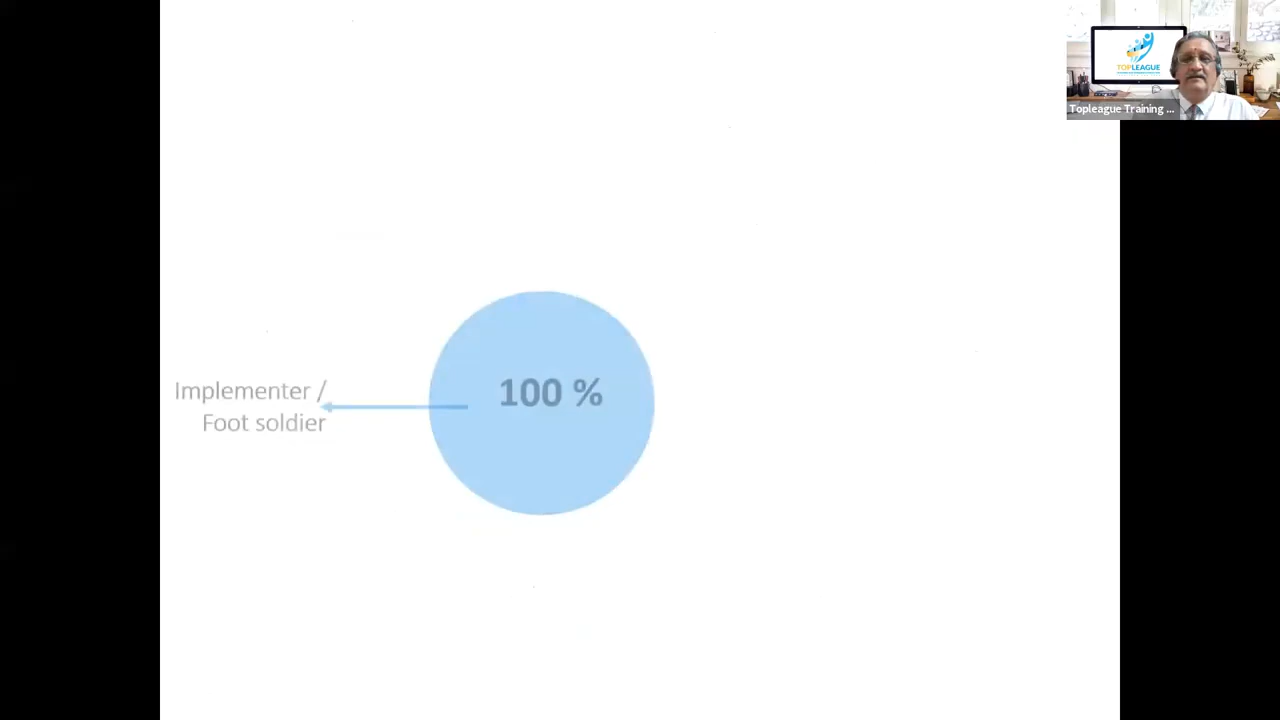 TOPLEAGUE
Topleague Training ...
100 %
Implementer /
Foot soldier